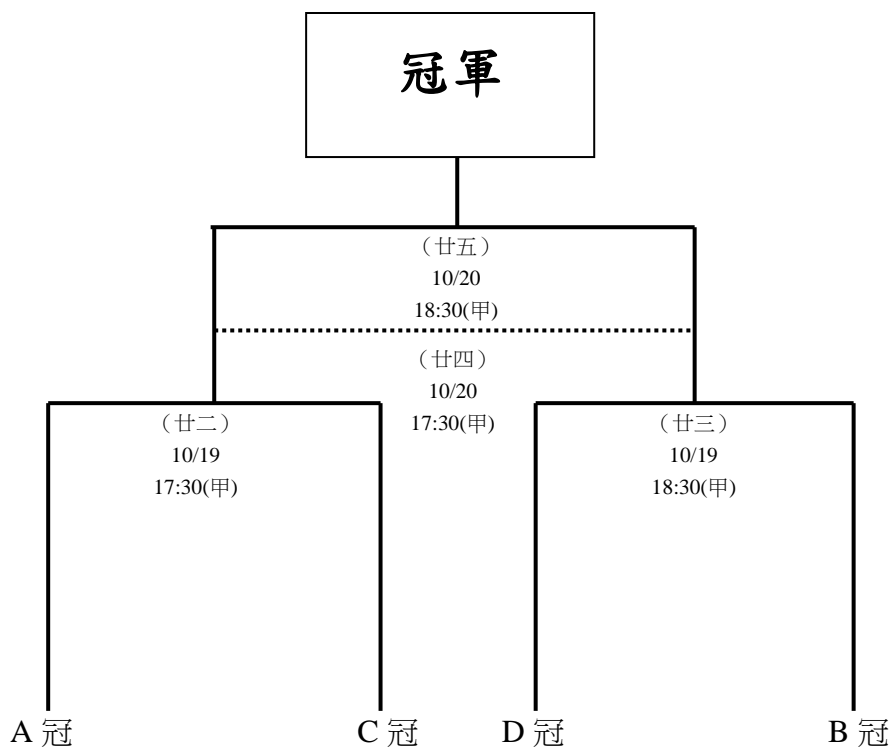 冠軍
（廿五）
10/20
18:30(甲)
（廿四）
10/20
17:30(甲)
（廿二）
10/19
17:30(甲)
（廿三）
10/19
18:30(甲)
A 冠
C 冠
D 冠
B 冠